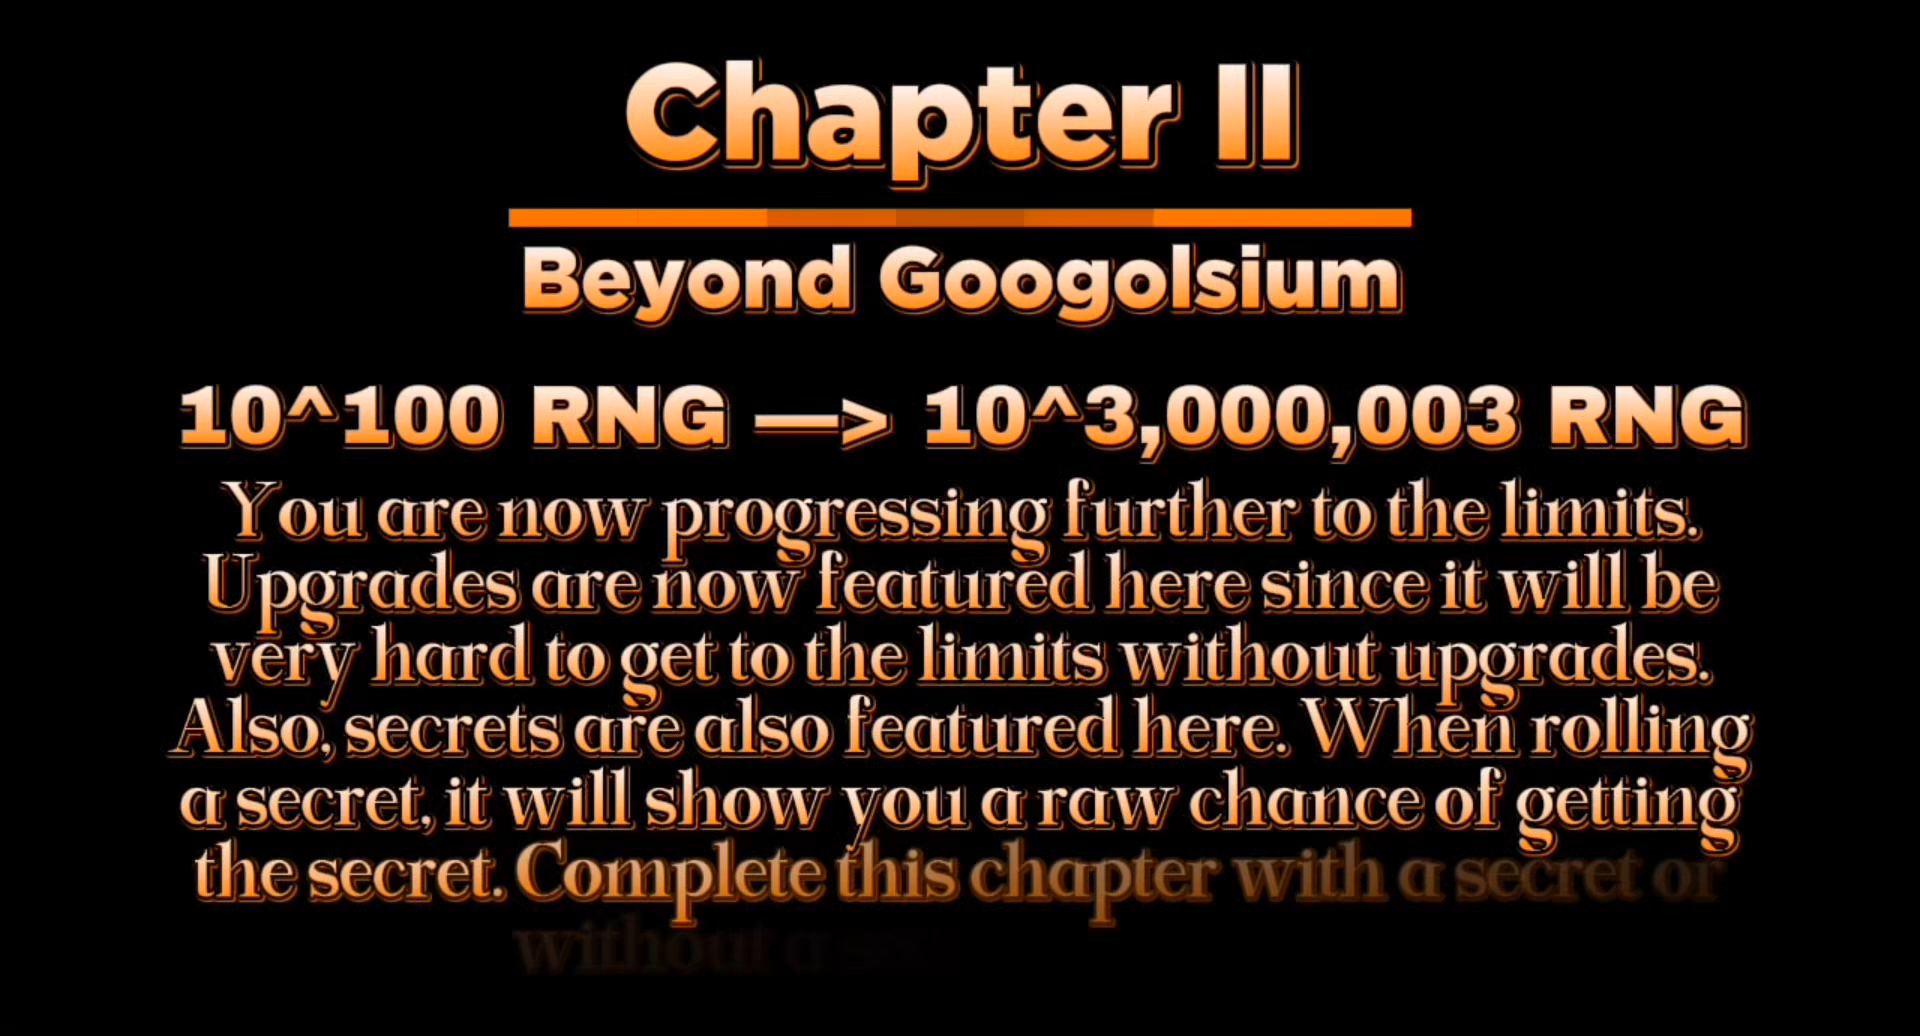 Chapter II
Beyond Googolsium
10^100 RNG —> 10^3,000,003 RNG
You are now progressing further to the limits.
Upgrades are now featured here since it will be
very hard to get to the limits without upgrades.
Also, secrets are also featured here. When rolling
a secret, it will show you a raw chance of getting
the secret. Complete this chapter with a secret or
without a